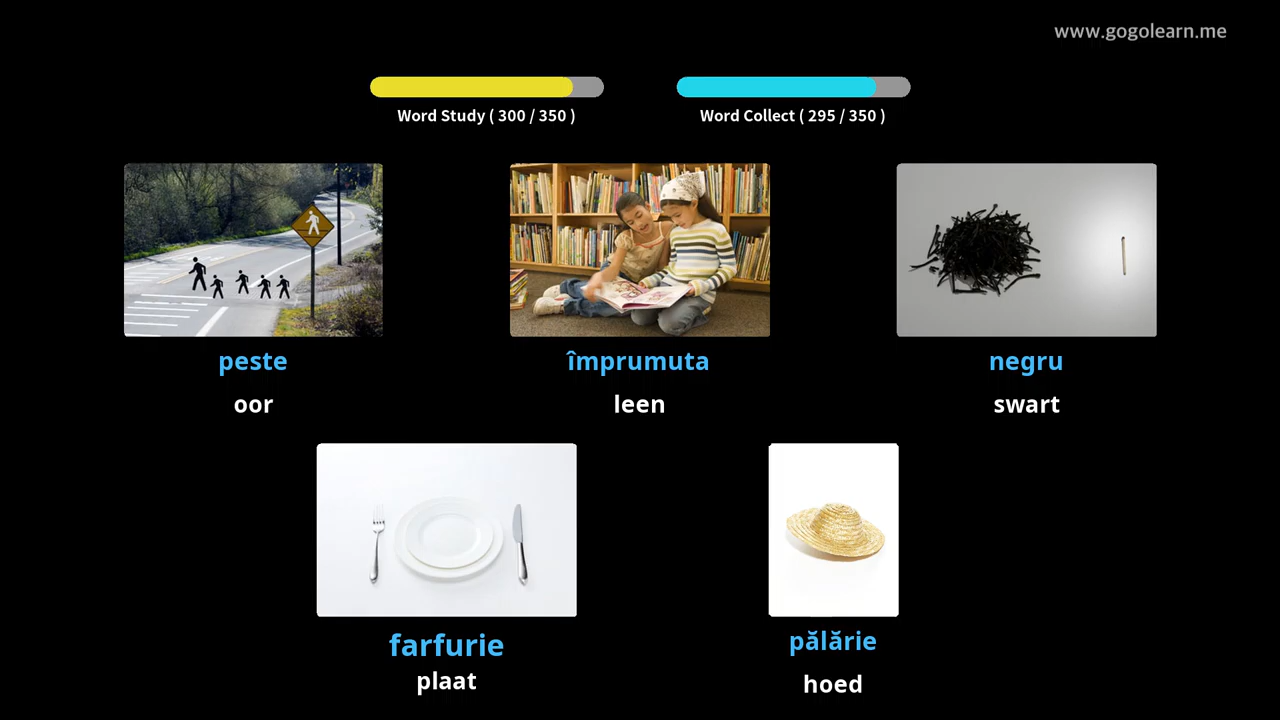 www.gogolearn.me
Word Study ( 300 / 350 )
Word Collect ( 295 / 350 )
peste
împrumuta
negru
oor
leen
swart
farfurie
pălărie
plaat
hoed